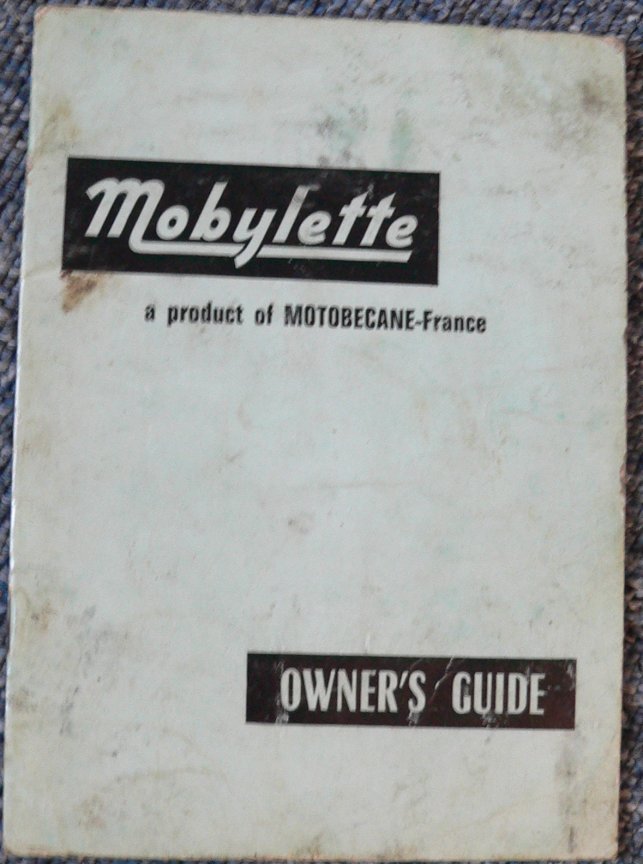 Mobylette
a product of MOTOBECANE-France
OWNER'S GUIDE